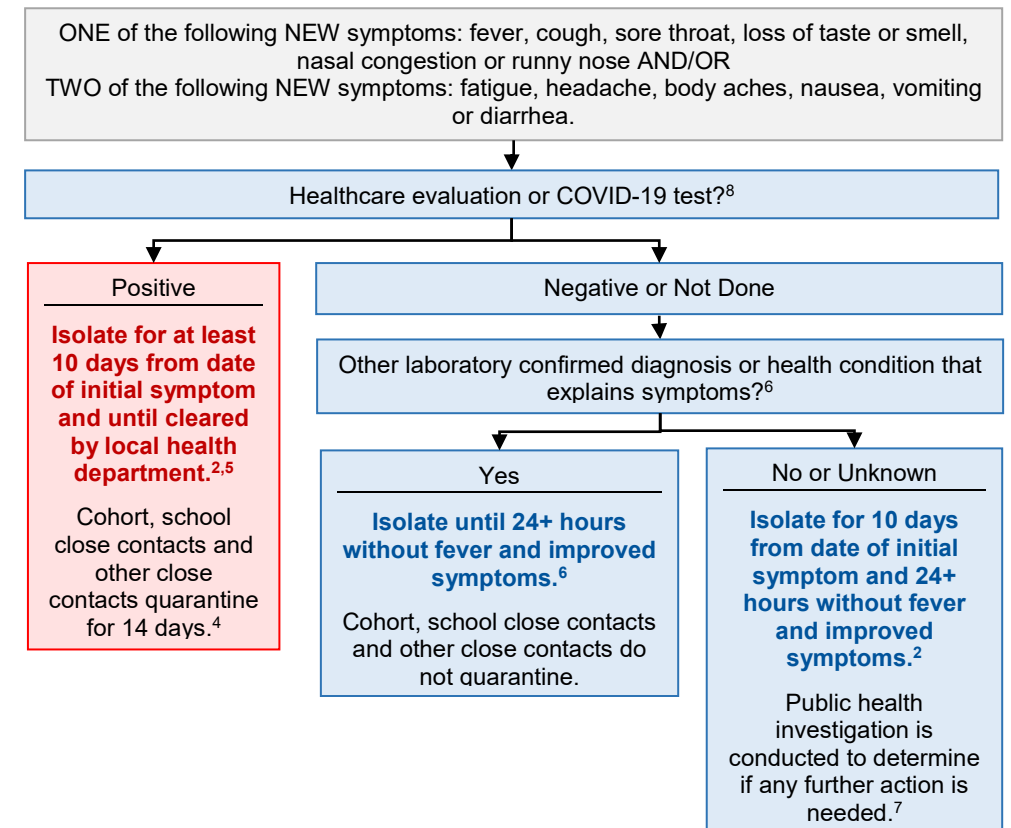 ONE of the following NEW symptoms: fever, cough, sore throat, loss of taste or smell,
nasal congestion or runny nose AND/OR
TWO of the following NEW symptoms: fatigue, headache, body aches, nausea, vomiting
or diarrhea.
Healthcare evaluation or COVID-19 test?⁸
Positive
Isolate for at least
10 days from date
of initial symptom
and until cleared
by local health
department.²,⁵
Cohort, school
close contacts and
other close
contacts quarantine
for 14 days.⁴
Negative or Not Done
Other laboratory confirmed diagnosis or health condition that
explains symptoms?⁶
Yes
Isolate until 24+ hours
without fever and improved
symptoms.⁶
Cohort, school close contacts
and other close contacts do
not quarantine.
No or Unknown
Isolate for 10 days
from date of initial
symptom and 24+
hours without fever
and improved
symptoms.²
Public health
investigation is
conducted to determine
if any further action is
needed.⁷